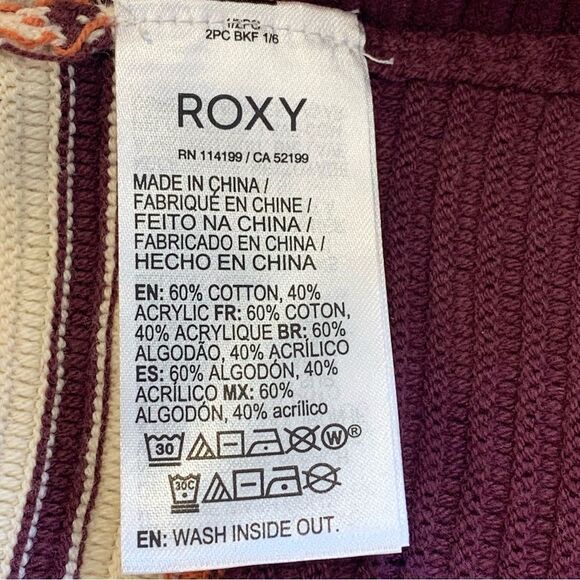 1/2PC
2PC BKF 1/6
ROXY
RN 114199 / CA 52199
MADE IN CHINA /
FABRIQUÉ EN CHINE /
FEITO NA CHINA /
FABRICADO EN CHINA /
HECHO EN CHINA
EN: 60% COTTON, 40%
ACRYLIC FR: 60% COTON,
40% ACRYLIQUE BR: 60%
ALGODÃO, 40% ACRÍLICO
ES: 60% ALGODÓN, 40%
ACRÍLICO MX: 60%
ALGODÓN, 40% acrílico
30 W®
30C
EN: WASH INSIDE OUT.